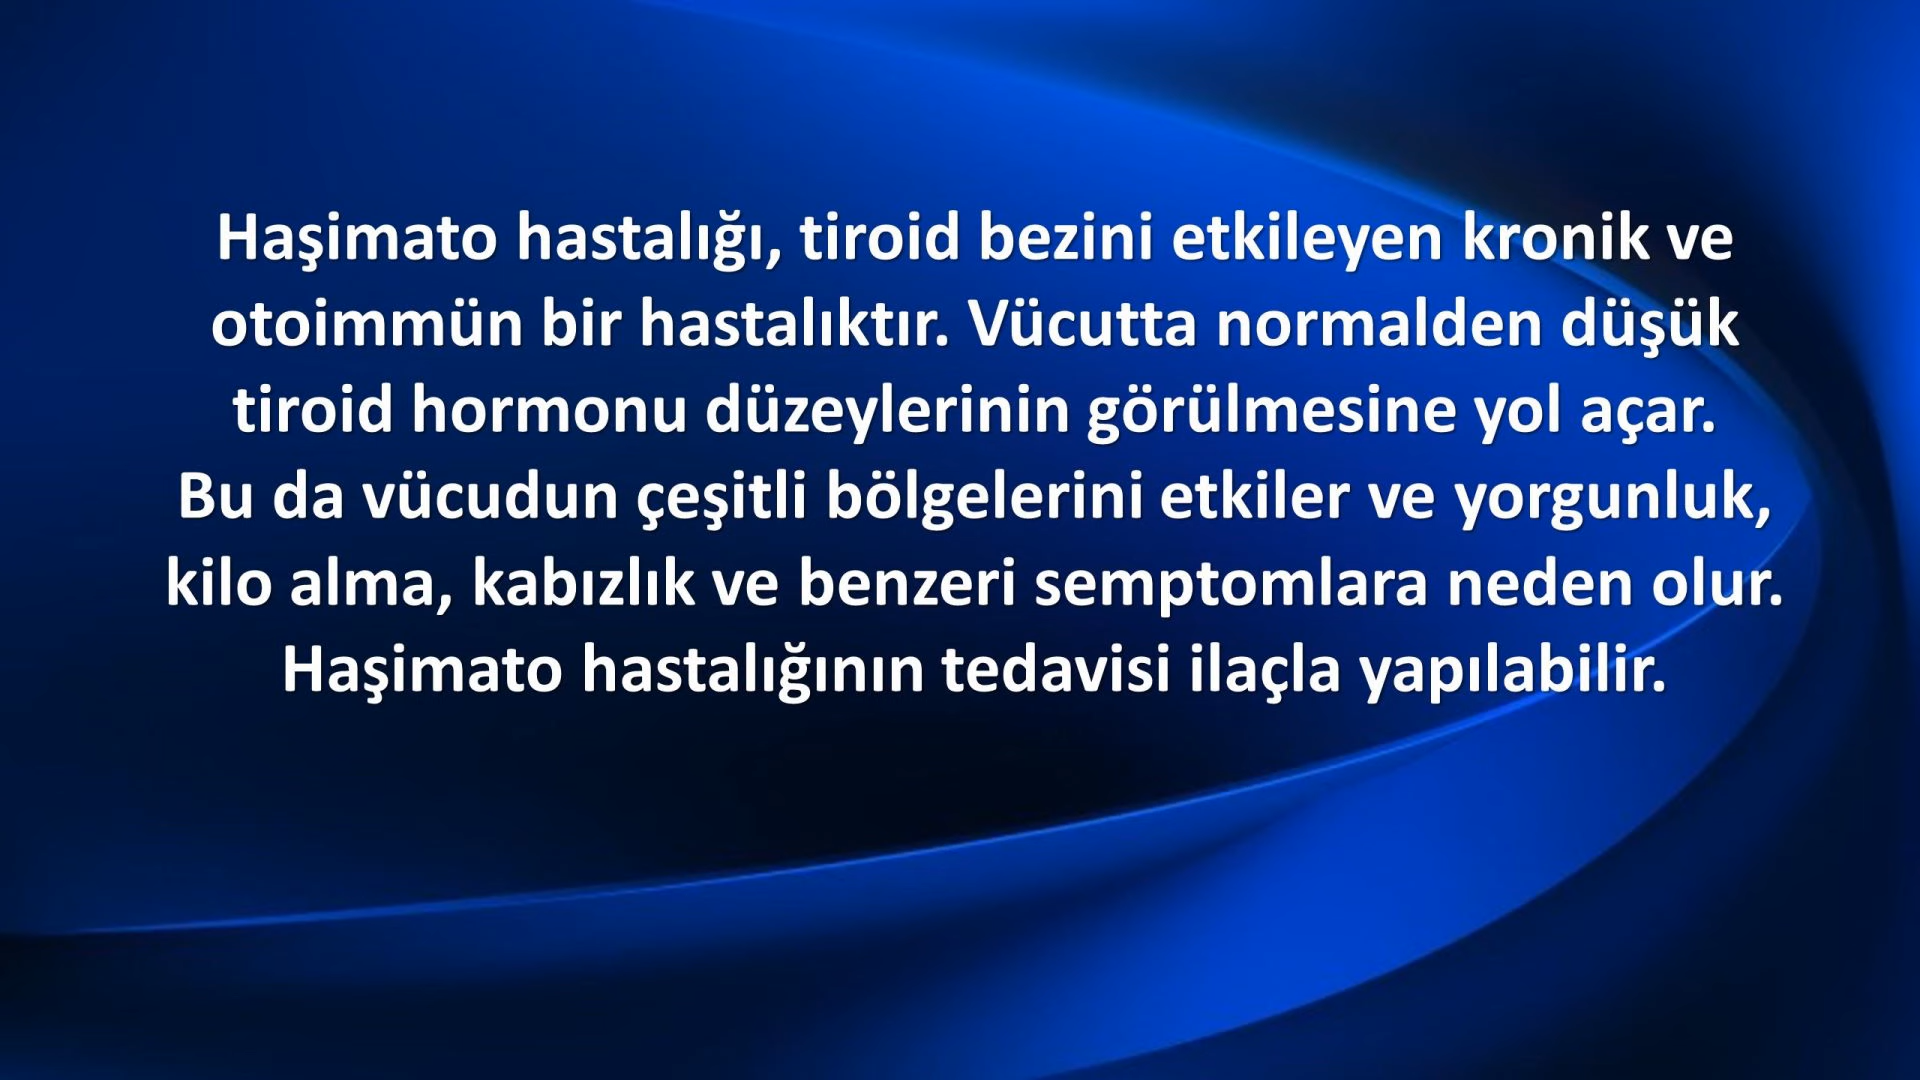 Haşimato hastalığı, tiroid bezini etkileyen kronik ve
otoimmün bir hastalıktır. Vücutta normalden düşük
tiroid hormonu düzeylerinin görülmesine yol açar.
Bu da vücudun çeşitli bölgelerini etkiler ve yorgunluk,
kilo alma, kabızlık ve benzeri semptomlara neden olur.
Haşimato hastalığının tedavisi ilaçla yapılabilir.